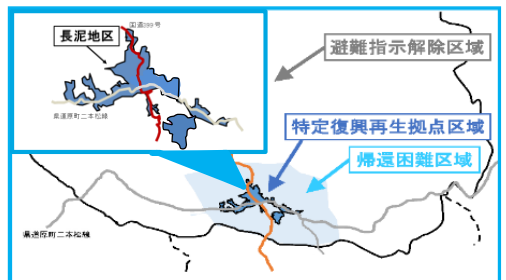 国道399号
長泥地区
避難指示解除区域
県道原町二本松線
特定復興再生拠点区域
帰還困難区域
県道原町二本松線